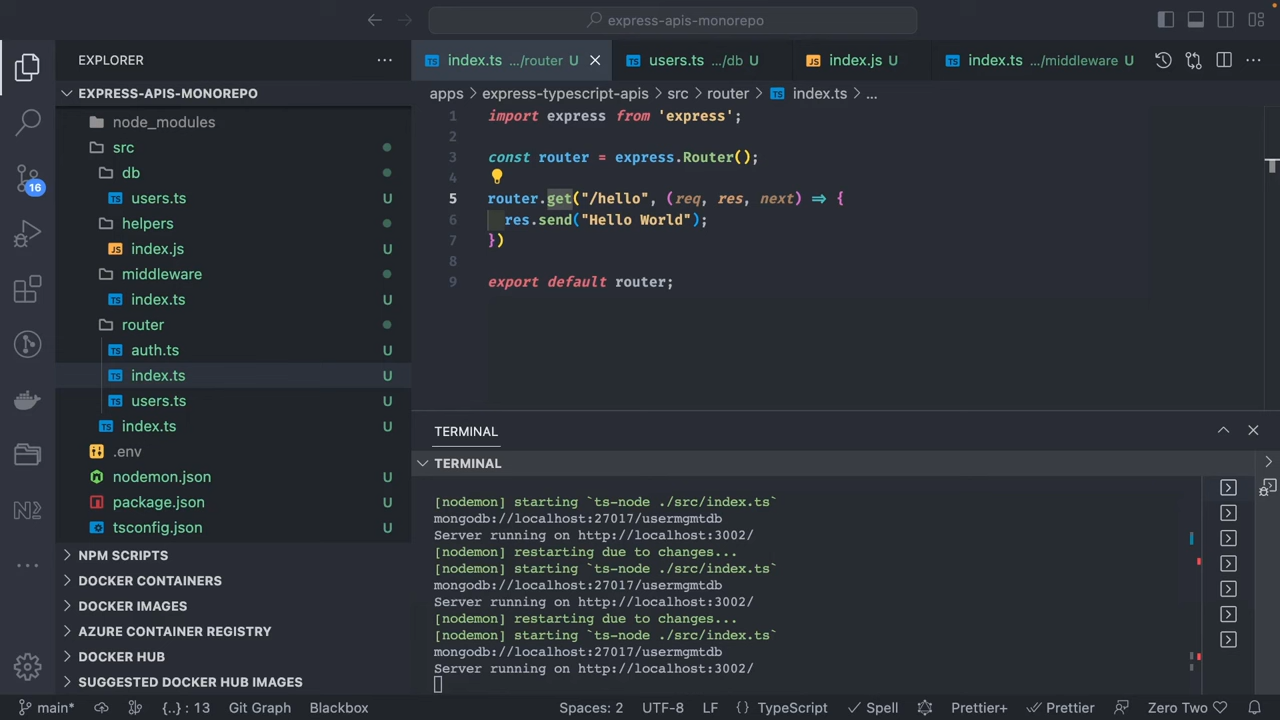 express-apis-monorepo
EXPLORER
EXPRESS-APIS-MONOREPO
node_modules
src
db
users.ts U
helpers
index.js U
middleware
index.ts U
router
auth.ts U
index.ts U
users.ts U
index.ts U
.env
nodemon.json U
package.json U
tsconfig.json U
NPM SCRIPTS
DOCKER CONTAINERS
DOCKER IMAGES
AZURE CONTAINER REGISTRY
DOCKER HUB
SUGGESTED DOCKER HUB IMAGES
16
index.ts .../router U
users.ts .../db U
index.js U
index.ts .../middleware U
apps > express-typescript-apis > src > router > index.ts > ...
1 import express from 'express';
2
3 const router = express.Router();
4
5 router.get("/hello", (req, res, next) => {
6 res.send("Hello World");
7 })
8
9 export default router;
TERMINAL
TERMINAL
[nodemon] starting `ts-node ./src/index.ts`
mongodb://localhost:27017/usermgmtdb
Server running on http://localhost:3002/
[nodemon] restarting due to changes...
[nodemon] starting `ts-node ./src/index.ts`
mongodb://localhost:27017/usermgmtdb
Server running on http://localhost:3002/
[nodemon] restarting due to changes...
[nodemon] starting `ts-node ./src/index.ts`
mongodb://localhost:27017/usermgmtdb
Server running on http://localhost:3002/
main* {..} : 13 Git Graph Blackbox Spaces: 2 UTF-8 LF {} TypeScript Spell Prettier+ Prettier Zero Two